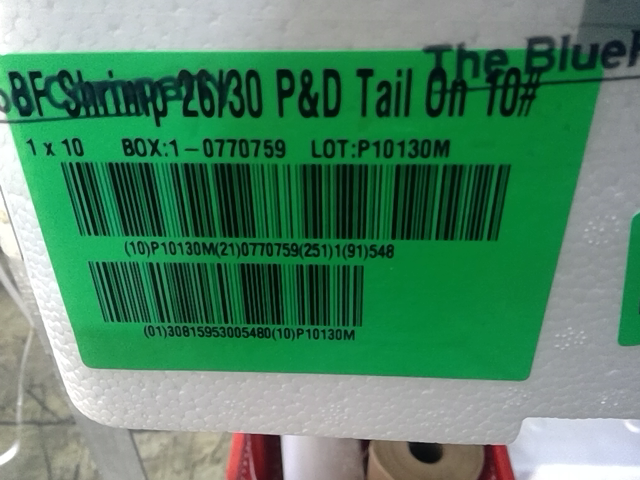 The Blue
BF Shrimp 26/30 P&D Tail On 10#
1 x 10 BOX:1-0770759 LOT:P10130M
(10)P10130M(21)0770759(251)1(91)548
(01)30815953005480(10)P10130M